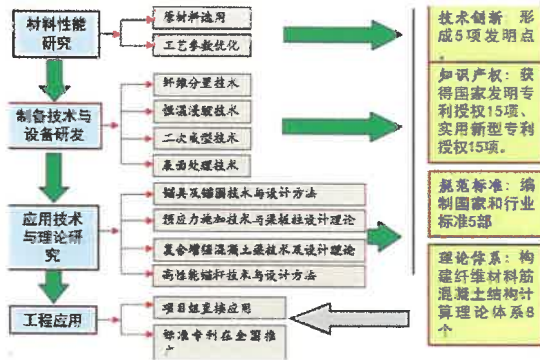 材料性能
研究
原材料选用
工艺参数优化
制备技术与
设备研发
纤维分置技术
恒温浸胶技术
二次成型技术
表面处理技术
应用技术
与理论研
究
锚具及锚固技术与设计方法
预应力施加技术与梁板柱设计理论
复合增强混凝土梁技术及设计理论
高性能锚杆技术与设计方法
工程应用
项目组直接应用
标准专利在全国推
广
技术创新：形
成5项发明点
。
知识产权：获
得国家发明专
利授权15项、
实用新型专利
授权15项。
规范标准：编
制国家和行业
标准5部
理论体系：构
建纤维材料筋
混凝土结构计
算理论体系8
个